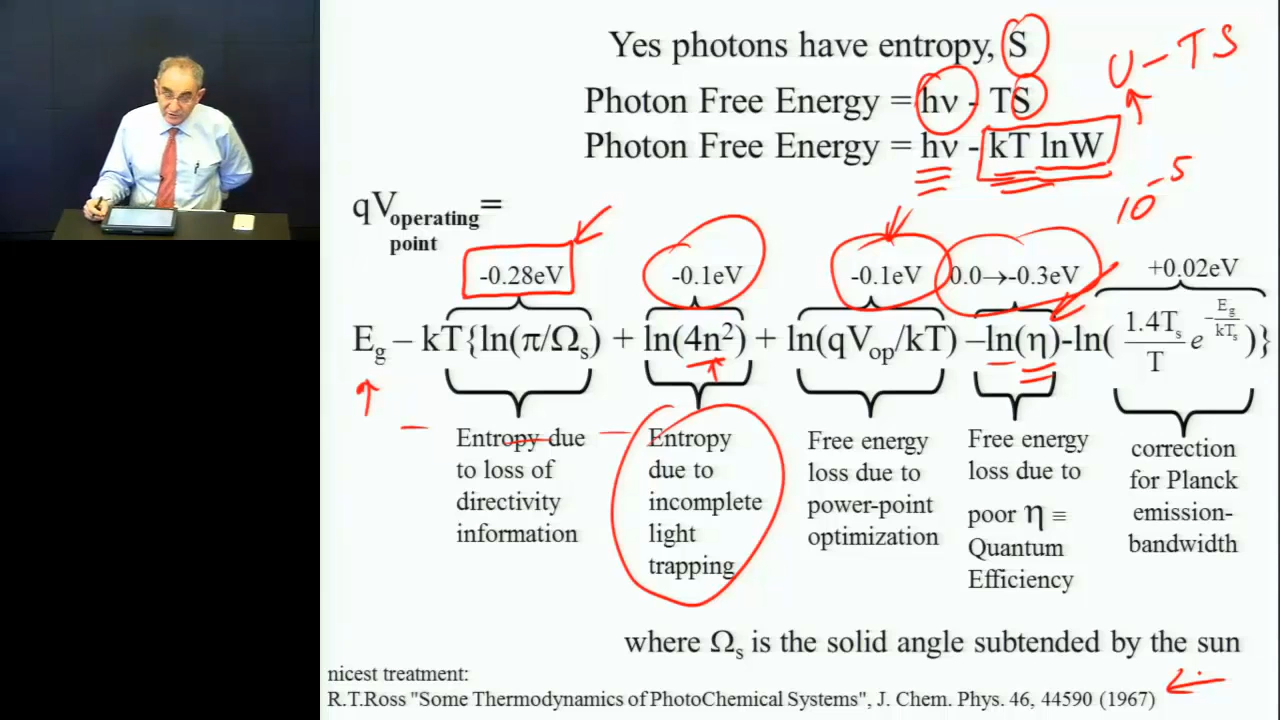 Yes photons have entropy, S
U - TS
Photon Free Energy = hν - TS
Photon Free Energy = hν - kT lnW
10^-5
qV_operating point =
-0.28eV -0.1eV -0.1eV 0.0→-0.3eV +0.02eV
E_g – kT{ln(π/Ω_s) + ln(4n²) + ln(qV_op/kT) –ln(η)-ln( 1.4T_s/T e^(-E_g/kT_s) )}
Entropy due to loss of directivity information
Entropy due to incomplete light trapping
Free energy loss due to power-point optimization
Free energy loss due to poor η ≡ Quantum Efficiency
correction for Planck emission-bandwidth
where Ω_s is the solid angle subtended by the sun
nicest treatment:
R.T.Ross "Some Thermodynamics of PhotoChemical Systems", J. Chem. Phys. 46, 44590 (1967)